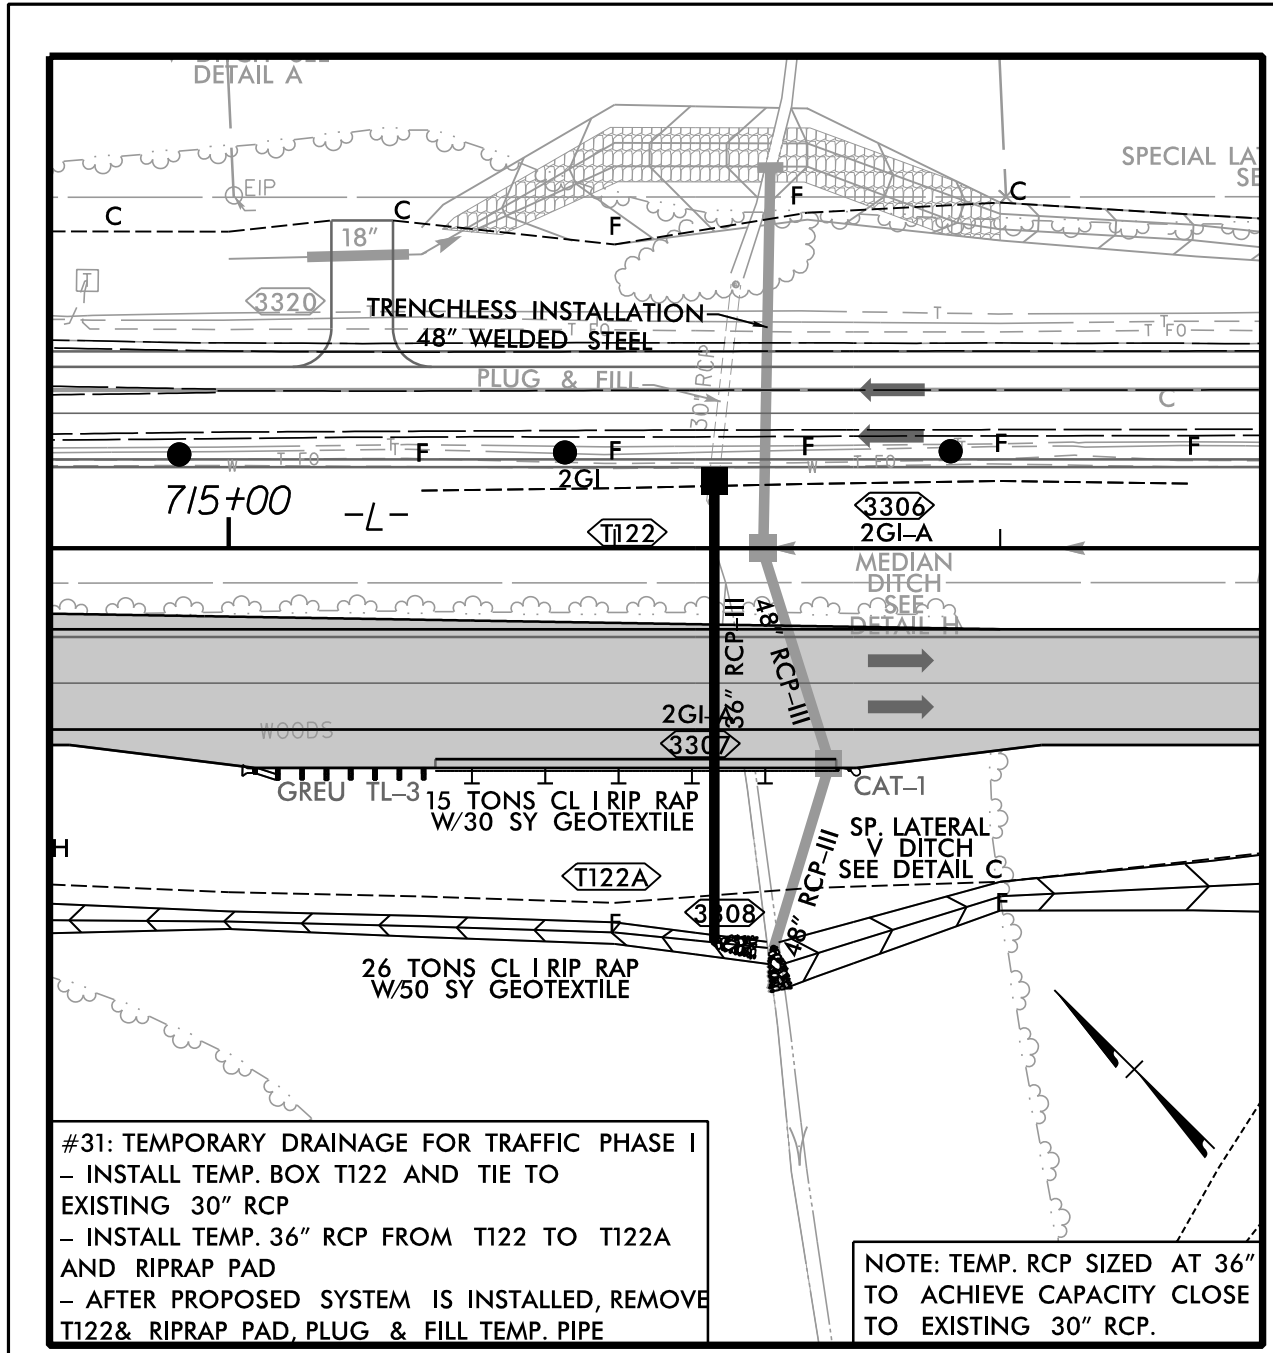 DETAIL A
SPECIAL LA
SE
EIP
C
C
F
F
C
18"
T
3320
TRENCHLESS INSTALLATION
48" WELDED STEEL
T FO
T
T FO
PLUG & FILL
30" RCP
C
F
F
F
F
F
T
W
T FO
W
T FO
2GI
715+00
-L-
T122
3306
2GI-A
MEDIAN
DITCH
SEE
DETAIL H
36" RCP-III
48" RCP-III
WOODS
2GI-A
3307
GREU TL-3
15 TONS CL I RIP RAP
W/30 SY GEOTEXTILE
CAT-1
SP. LATERAL
V DITCH
SEE DETAIL C
H
T122A
48" RCP-III
3308
F
F
26 TONS CL I RIP RAP
W/50 SY GEOTEXTILE
#31: TEMPORARY DRAINAGE FOR TRAFFIC PHASE I
- INSTALL TEMP. BOX T122 AND TIE TO
EXISTING 30" RCP
- INSTALL TEMP. 36" RCP FROM T122 TO T122A
AND RIPRAP PAD
- AFTER PROPOSED SYSTEM IS INSTALLED, REMOVE
T122& RIPRAP PAD, PLUG & FILL TEMP. PIPE
NOTE: TEMP. RCP SIZED AT 36"
TO ACHIEVE CAPACITY CLOSE
TO EXISTING 30" RCP.